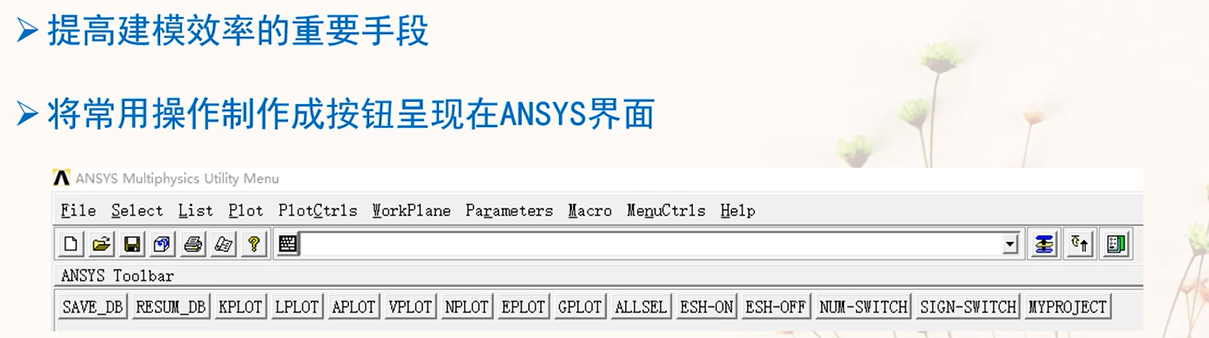 提高建模效率的重要手段
将常用操作制作成按钮呈现在ANSYS界面
ANSYS Multiphysics Utility Menu
File Select List Plot PlotCtrls WorkPlane Parameters Macro MenuCtrls Help
ANSYS Toolbar
SAVE_DB RESUM_DB KPLOT LPLOT APLOT VPLOT NPLOT EPLOT GPLOT ALLSEL ESH-ON ESH-OFF NUM-SWITCH SIGN-SWITCH MYPROJECT